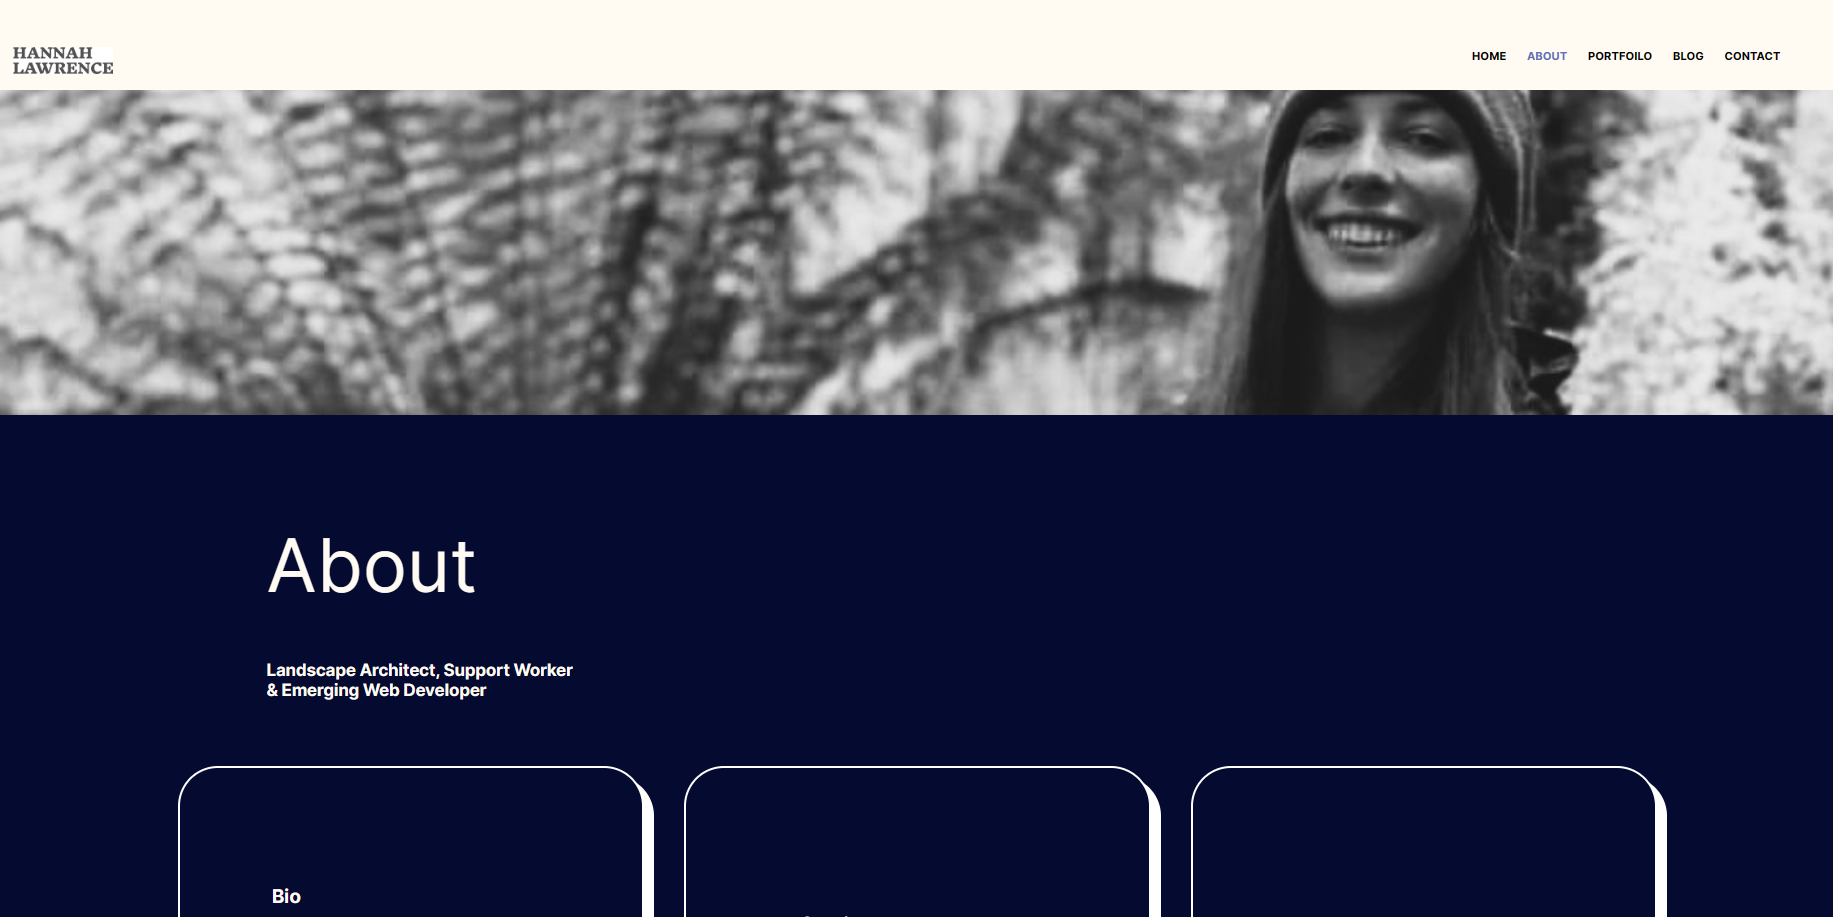 HANNAH
LAWRENCE
HOME ABOUT PORTFOILO BLOG CONTACT
About
Landscape Architect, Support Worker
& Emerging Web Developer
Bio